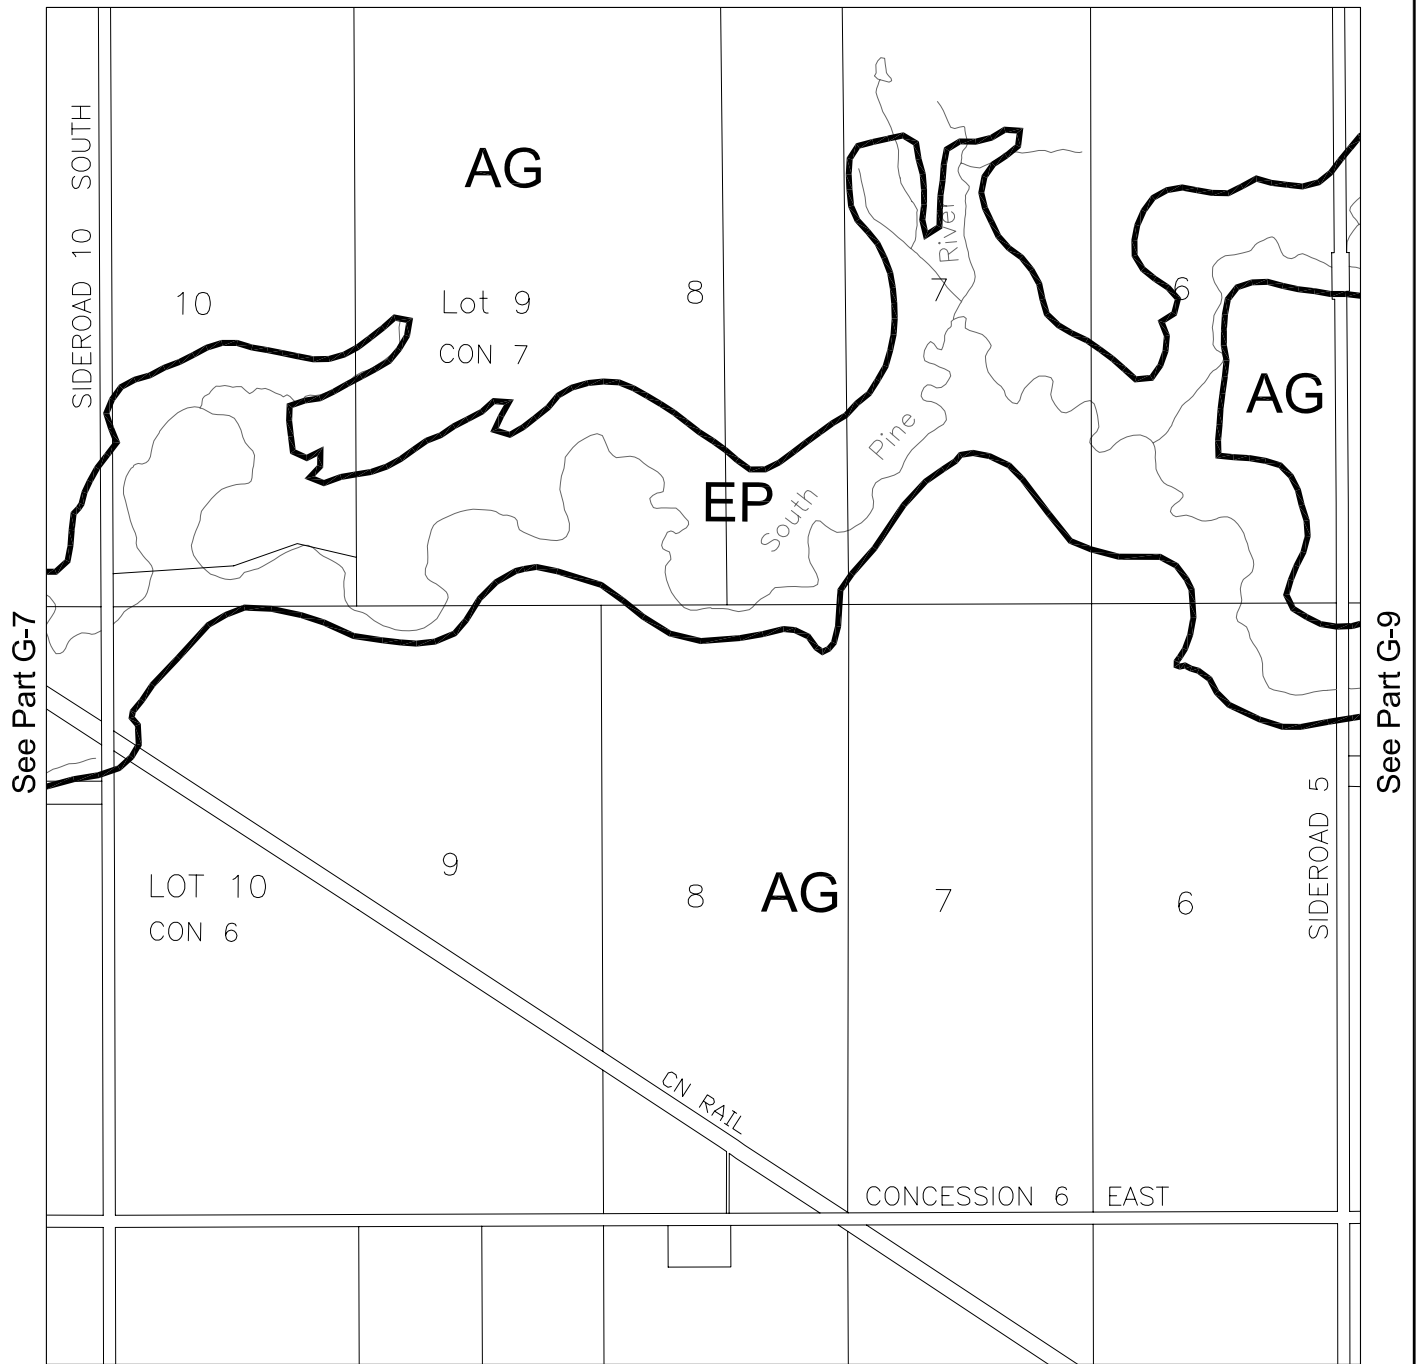 SIDEROAD 10 SOUTH
AG
10
Lot 9
CON 7
8
7
6
River
AG
Pine
EP
South
See Part G-7
See Part G-9
SIDEROAD 5
LOT 10
CON 6
9
8
AG
7
6
CN RAIL
CONCESSION 6 EAST